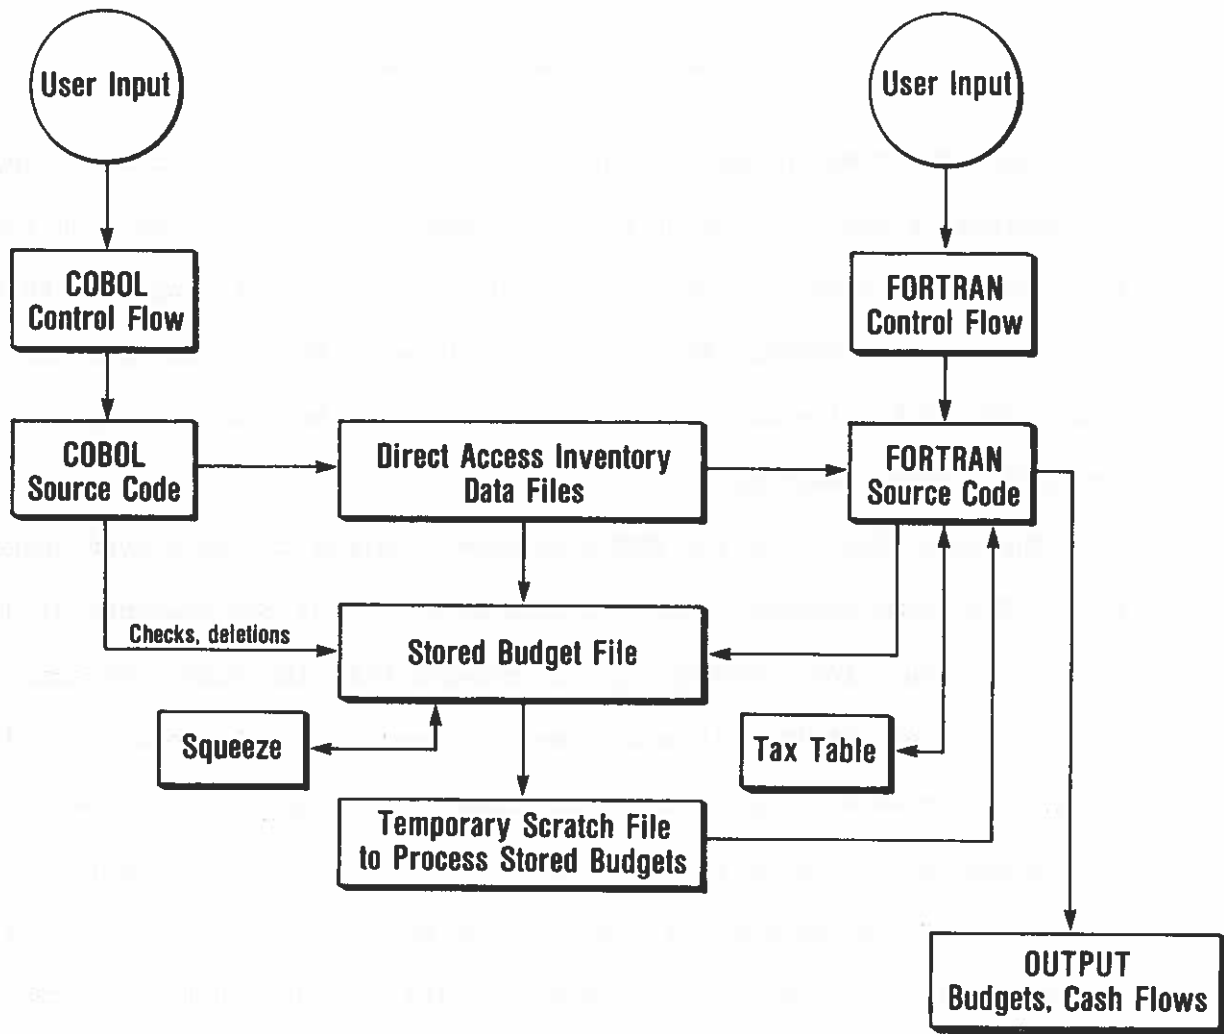 User Input
User Input
COBOL
Control Flow
FORTRAN
Control Flow
COBOL
Source Code
Direct Access Inventory
Data Files
FORTRAN
Source Code
Checks, deletions
Stored Budget File
Squeeze
Tax Table
Temporary Scratch File
to Process Stored Budgets
OUTPUT
Budgets, Cash Flows